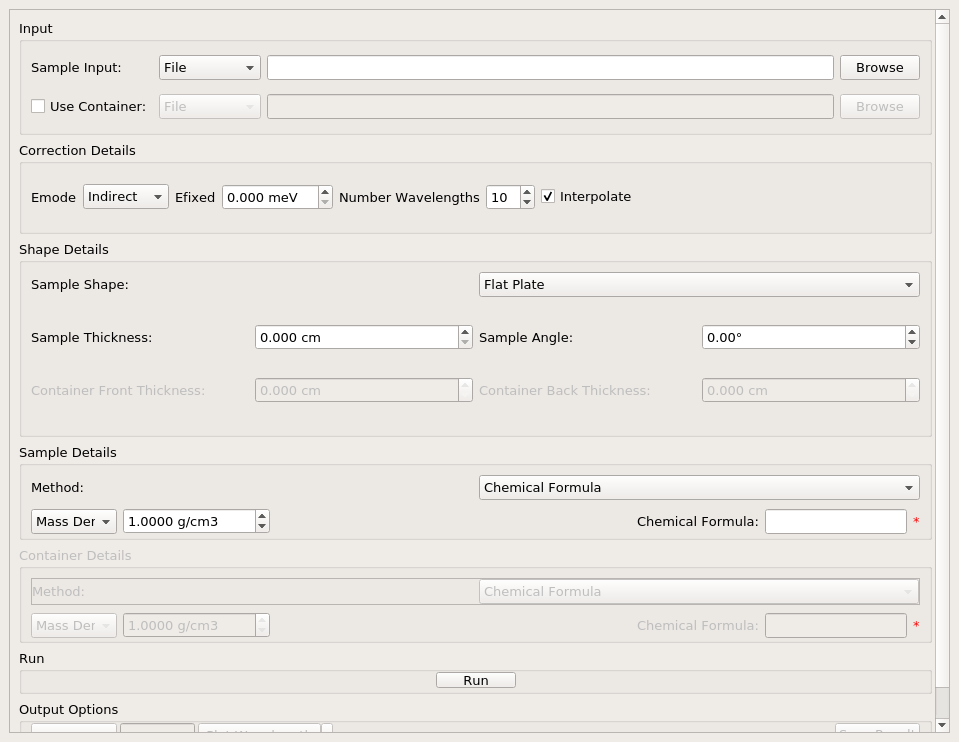 Input
Sample Input: File Browse
Use Container: File Browse
Correction Details
Emode Indirect Efixed 0.000 meV Number Wavelengths 10 Interpolate
Shape Details
Sample Shape: Flat Plate
Sample Thickness: 0.000 cm Sample Angle: 0.00°
Container Front Thickness: 0.000 cm Container Back Thickness: 0.000 cm
Sample Details
Method: Chemical Formula
Mass Der 1.0000 g/cm3 Chemical Formula: *
Container Details
Method: Chemical Formula
Mass Der 1.0000 g/cm3 Chemical Formula: *
Run
Run
Output Options